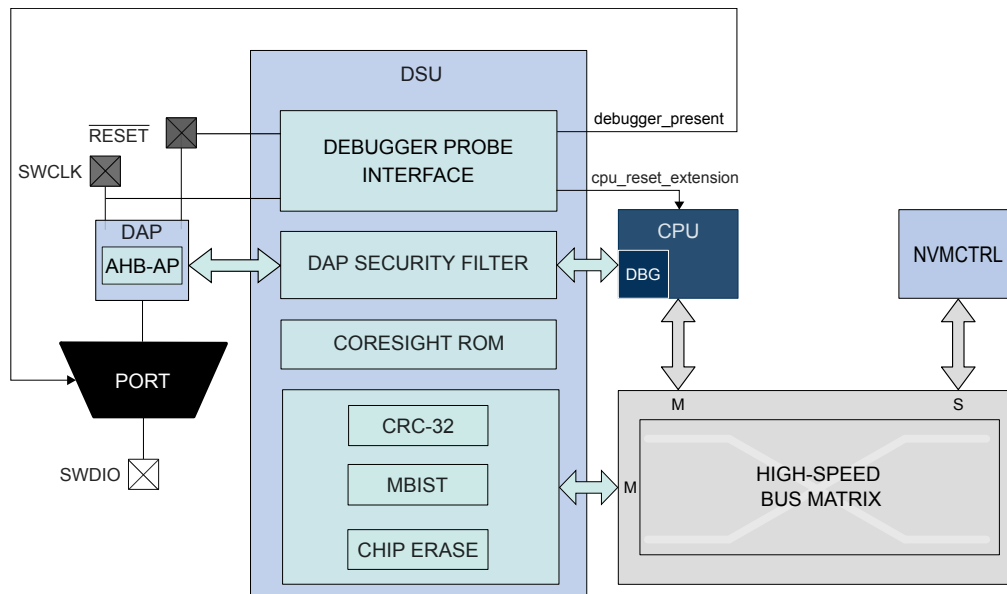 DSU
debugger_present
RESET
DEBUGGER PROBE
INTERFACE
SWCLK
cpu_reset_extension
DAP
AHB-AP
DAP SECURITY FILTER
CPU
DBG
NVMCTRL
CORESIGHT ROM
PORT
M
S
CRC-32
SWDIO
MBIST
M
HIGH-SPEED
BUS MATRIX
CHIP ERASE